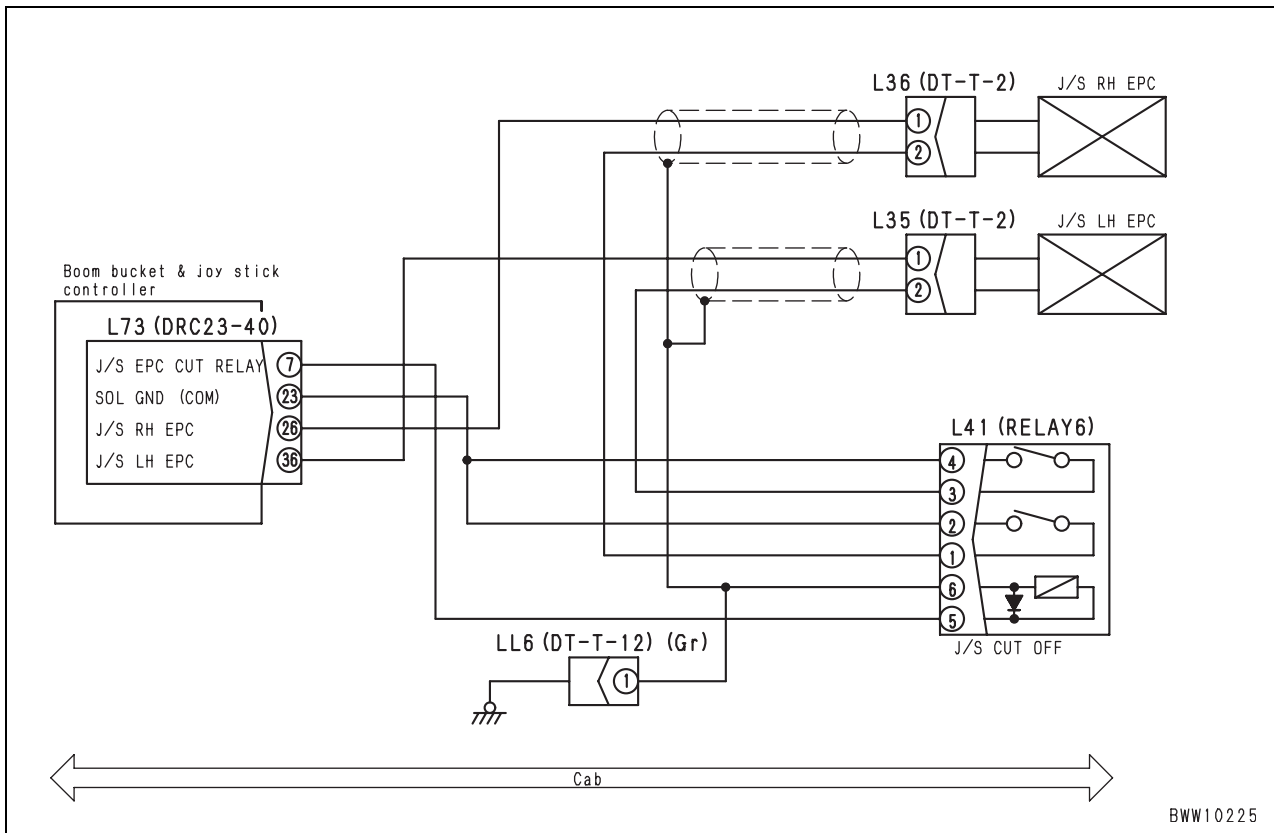 L36 (DT-T-2)
J/S RH EPC
1
2
L35 (DT-T-2)
J/S LH EPC
1
2
Boom bucket & joy stick
controller
L73 (DRC23-40)
J/S EPC CUT RELAY
7
SOL GND (COM)
23
J/S RH EPC
26
J/S LH EPC
36
L41 (RELAY6)
4
3
2
1
6
5
J/S CUT OFF
LL6 (DT-T-12) (Gr)
1
Cab
BWW10225